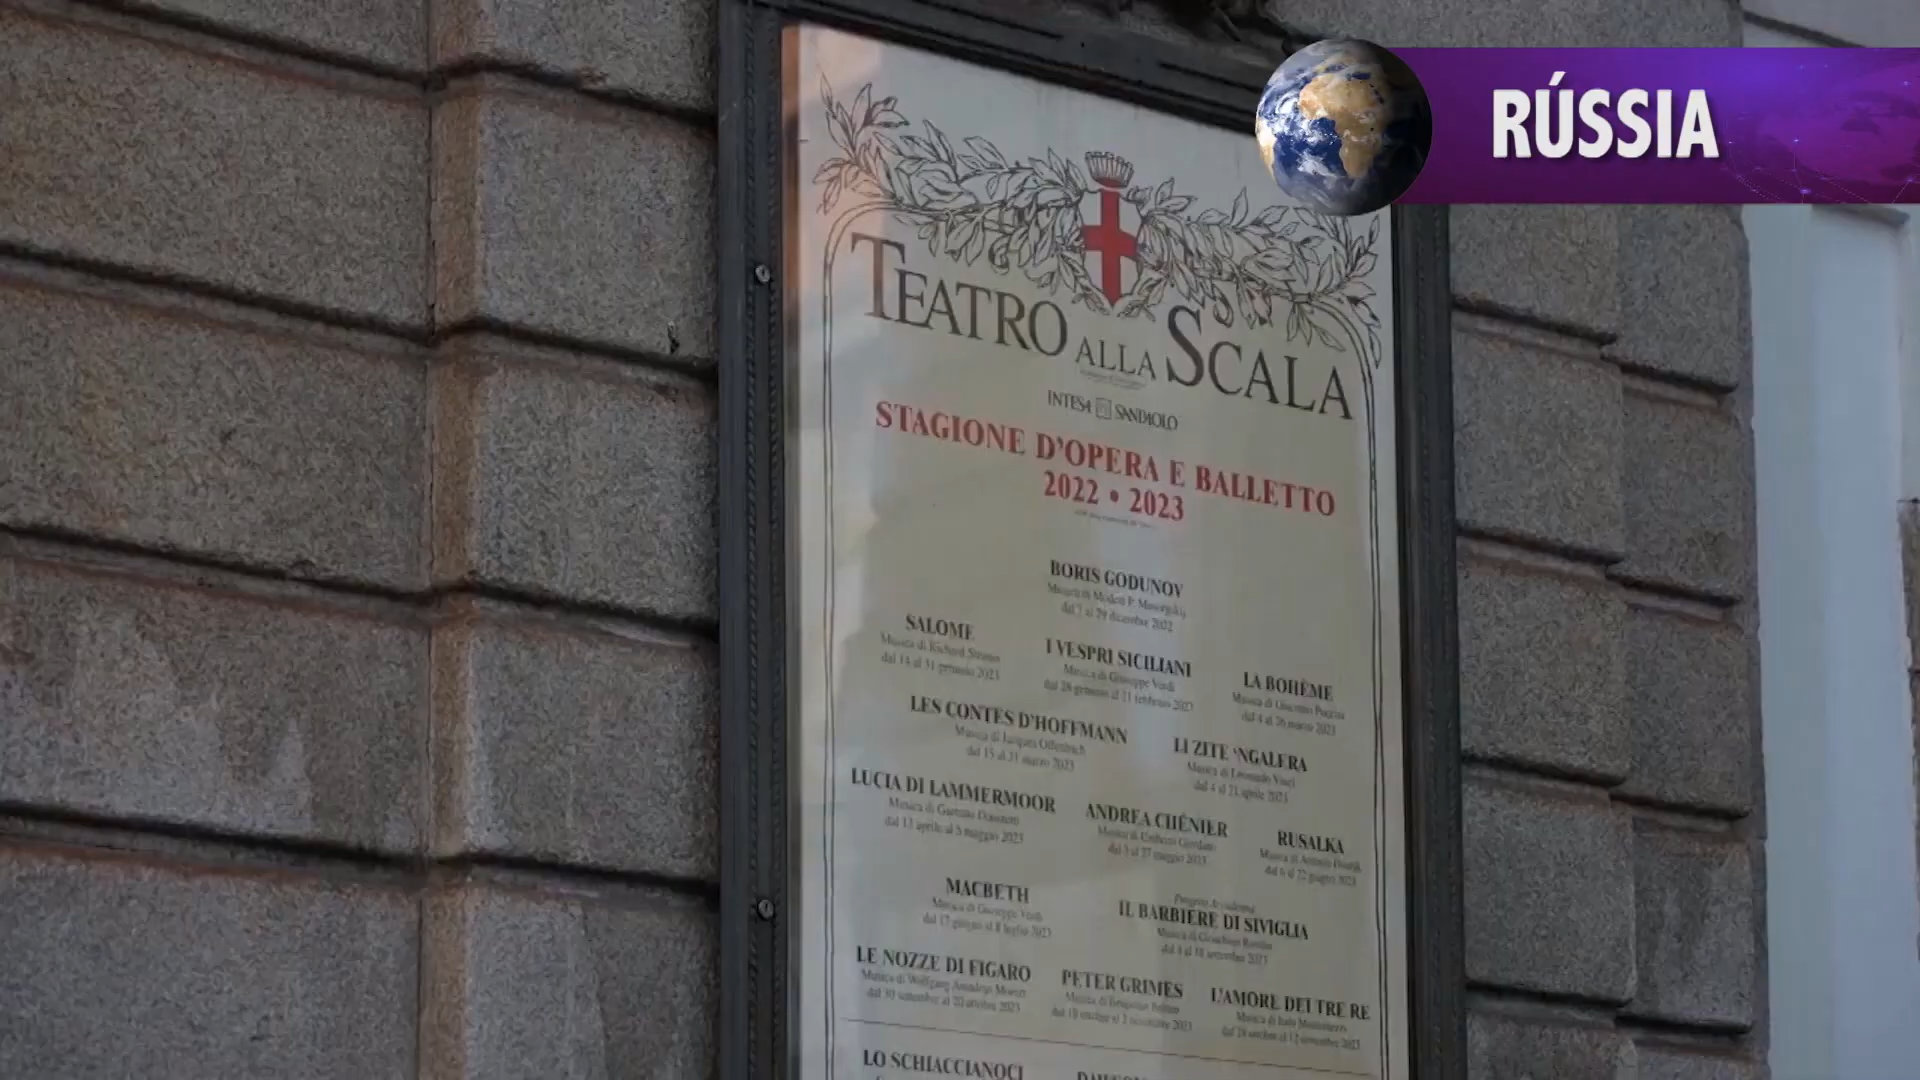 RÚSSIA
TEATRO ALLA SCALA
INTESA SANPAOLO
STAGIONE D'OPERA E BALLETTO
2022 • 2023
BORIS GODUNOV
Musica di Modest P. Musorgskij
dal 7 al 29 dicembre 2022
SALOME
Musica di Richard Strauss
dal 14 al 31 gennaio 2023
I VESPRI SICILIANI
Musica di Giuseppe Verdi
dal 28 gennaio al 21 febbraio 2023
LA BOHÈME
Musica di Giacomo Puccini
dal 4 al 26 marzo 2023
LES CONTES D'HOFFMANN
Musica di Jacques Offenbach
dal 15 al 31 marzo 2023
LI ZITE 'NGALERA
Musica di Leonardo Vinci
dal 4 al 21 aprile 2023
LUCIA DI LAMMERMOOR
Musica di Gaetano Donizetti
dal 13 aprile al 5 maggio 2023
ANDREA CHÉNIER
Musica di Umberto Giordano
dal 3 al 27 maggio 2023
RUSALKA
Musica di Antonín Dvořák
dal 6 al 22 giugno 2023
MACBETH
Musica di Giuseppe Verdi
dal 17 giugno al 8 luglio 2023
Progetto Accademia
IL BARBIERE DI SIVIGLIA
Musica di Gioachino Rossini
dal 4 al 18 settembre 2023
LE NOZZE DI FIGARO
Musica di Wolfgang Amadeus Mozart
dal 30 settembre al 20 ottobre 2023
PETER GRIMES
Musica di Benjamin Britten
dal 18 ottobre al 2 novembre 2023
L'AMORE DEI TRE RE
Musica di Italo Montemezzi
dal 28 ottobre al 12 novembre 2023
LO SCHIACCIANOCI